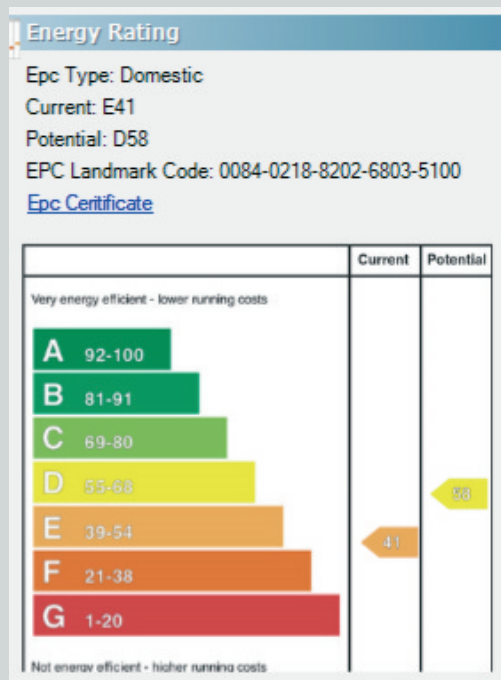 Energy Rating
Epc Type: Domestic
Current: E41
Potential: D58
EPC Landmark Code: 0084-0218-8202-6803-5100
Epc Ceritificate
Current Potential
Very energy efficient - lower running costs
A 92-100
B 81-91
C 69-80
D 55-68
58
E 39-54
41
F 21-38
G 1-20
Not energy efficient - higher running costs